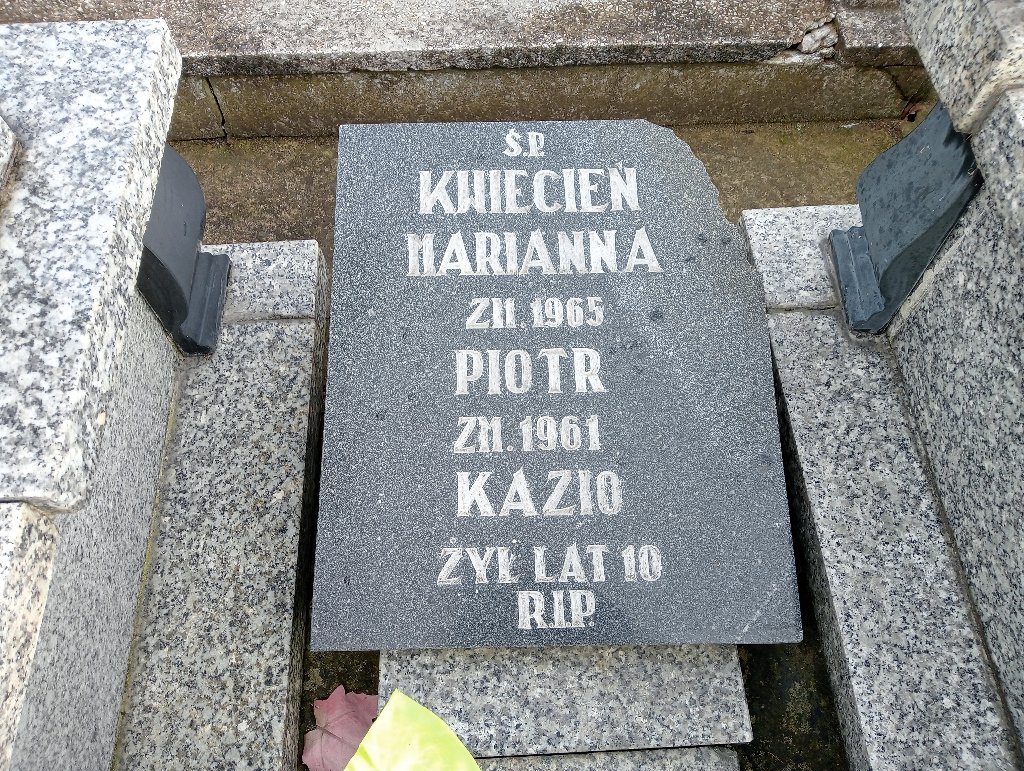 Ś.P.
KWIECIEŃ
MARIANNA
ZM. 1965
PIOTR
ZM. 1961
KAZIO
ŻYŁ LAT 10
R.I.P.